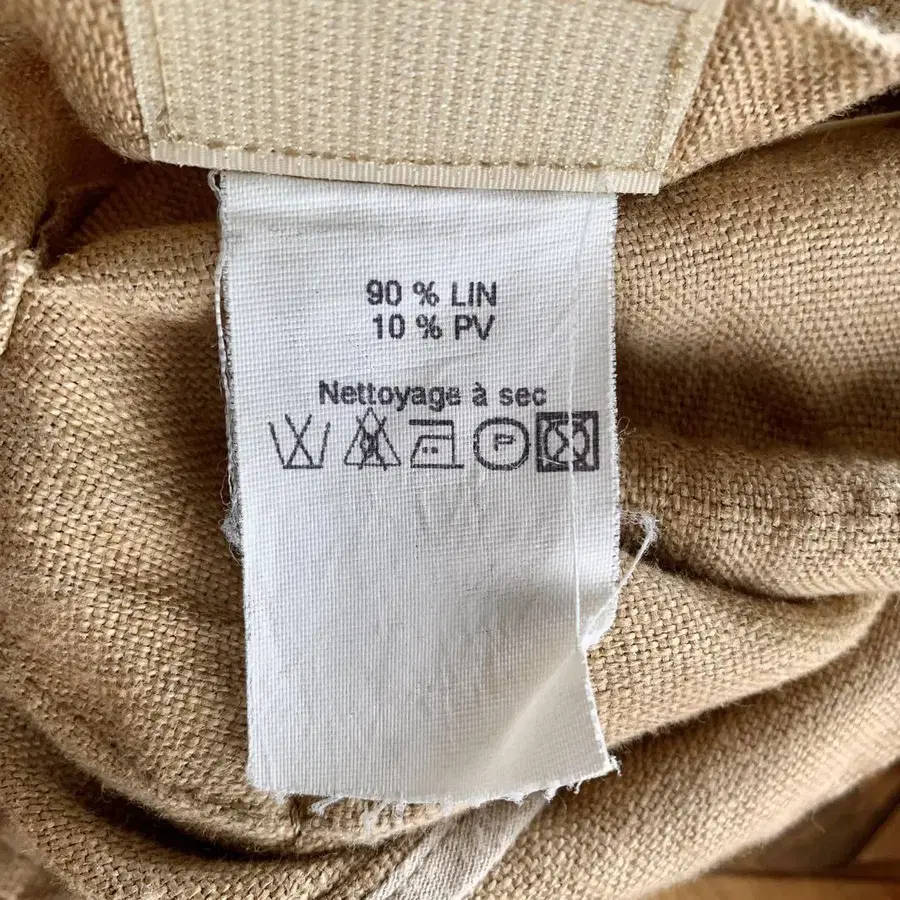 90 % LIN
10 % PV
Nettoyage à sec
P